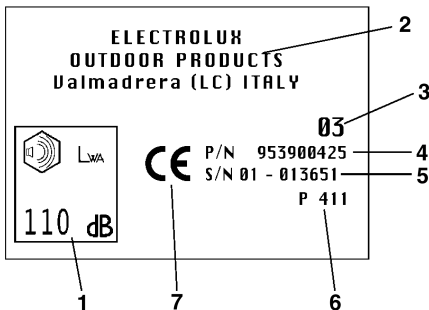 ELECTROLUX
OUTDOOR PRODUCTS
Valmadrera (LC) ITALY
2
03
3
LWA
CE
P/N 953900425
4
S/N 01 - 013651
5
P 411
110 dB
1
7
6